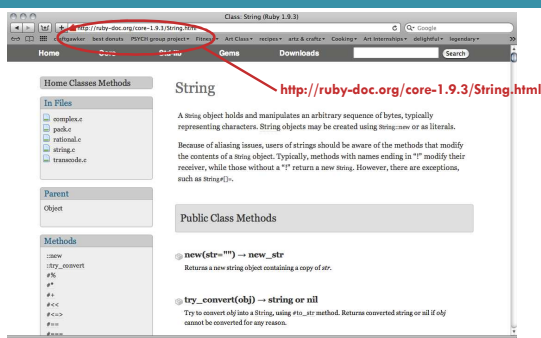 Class: String (Ruby 1.9.3)
http://ruby-doc.org/core-1.9.3/String.html
Google
craftgawker best donuts PSYCH group project Fitness Art Class recipes artz & craftz Cooking Art Internships delightful legendary
Home Core Std-lib Gems Downloads Search
Home Classes Methods
In Files
complex.c
pack.c
rational.c
string.c
transcode.c
Parent
Object
Methods
::new
::try_convert
#%
#*
#+
#<<
#<=>
#==
#===
String
http://ruby-doc.org/core-1.9.3/String.html
A String object holds and manipulates an arbitrary sequence of bytes, typically
representing characters. String objects may be created using String::new or as literals.
Because of aliasing issues, users of strings should be aware of the methods that modify
the contents of a String object. Typically, methods with names ending in “!” modify their
receiver, while those without a “!” return a new String. However, there are exceptions,
such as String#[]=.
Public Class Methods
new(str="") → new_str
Returns a new string object containing a copy of str.
try_convert(obj) → string or nil
Try to convert obj into a String, using #to_str method. Returns converted string or nil if obj
cannot be converted for any reason.